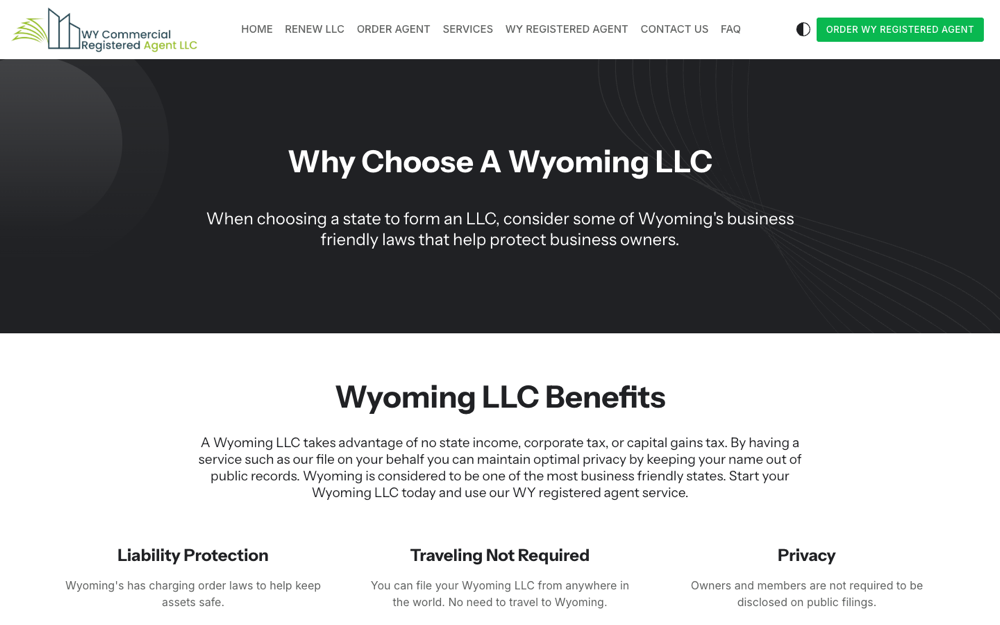 WY Commercial
Registered Agent LLC
HOME RENEW LLC ORDER AGENT SERVICES WY REGISTERED AGENT CONTACT US FAQ
ORDER WY REGISTERED AGENT
Why Choose A Wyoming LLC
When choosing a state to form an LLC, consider some of Wyoming's business
friendly laws that help protect business owners.
Wyoming LLC Benefits
A Wyoming LLC takes advantage of no state income, corporate tax, or capital gains tax. By having a
service such as our file on your behalf you can maintain optimal privacy by keeping your name out of
public records. Wyoming is considered to be one of the most business friendly states. Start your
Wyoming LLC today and use our WY registered agent service.
Liability Protection
Wyoming's has charging order laws to help keep
assets safe.
Traveling Not Required
You can file your Wyoming LLC from anywhere in
the world. No need to travel to Wyoming.
Privacy
Owners and members are not required to be
disclosed on public filings.